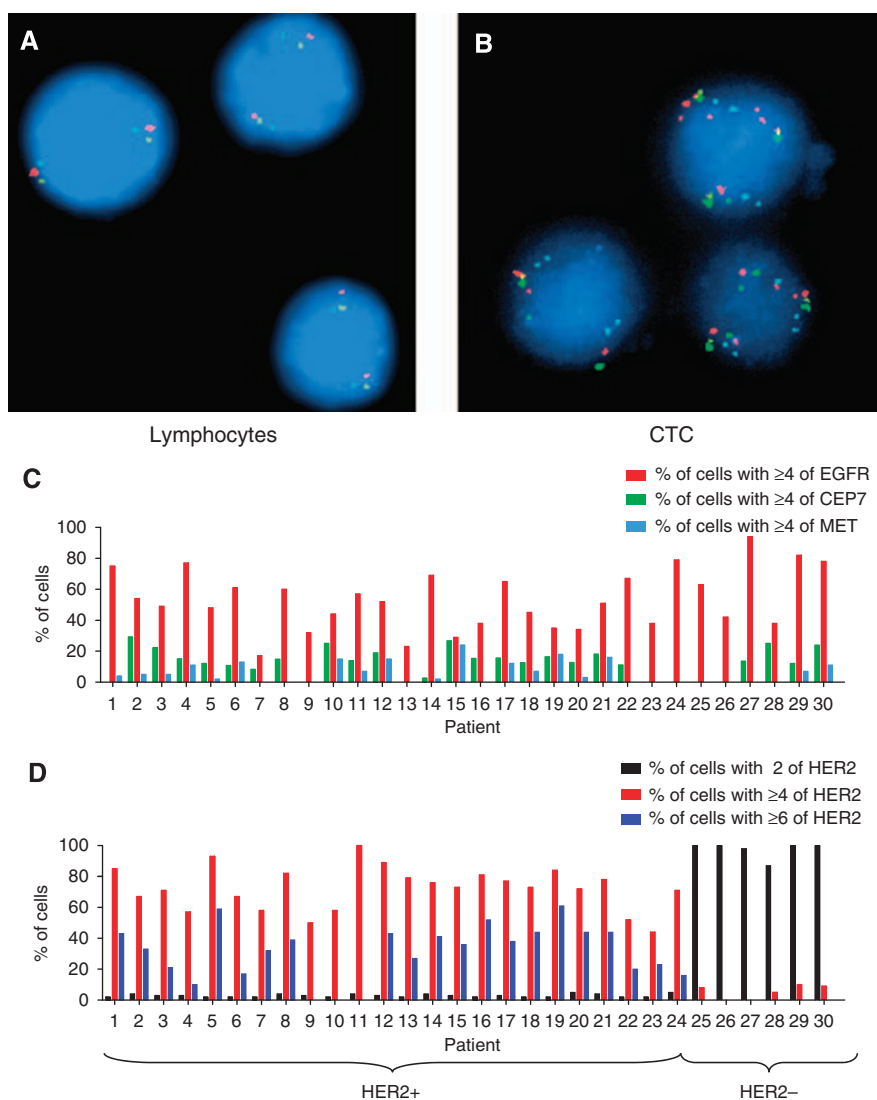 A
B
Lymphocytes
CTC
C
% of cells with ≥4 of EGFR
% of cells with ≥4 of CEP7
% of cells with ≥4 of MET
100
80
60
40
20
0
% of cells
1 2 3 4 5 6 7 8 9 10 11 12 13 14 15 16 17 18 19 20 21 22 23 24 25 26 27 28 29 30
Patient
D
% of cells with 2 of HER2
% of cells with ≥4 of HER2
% of cells with ≥6 of HER2
100
80
60
40
20
0
% of cells
1 2 3 4 5 6 7 8 9 10 11 12 13 14 15 16 17 18 19 20 21 22 23 24 25 26 27 28 29 30
Patient
HER2+
HER2–